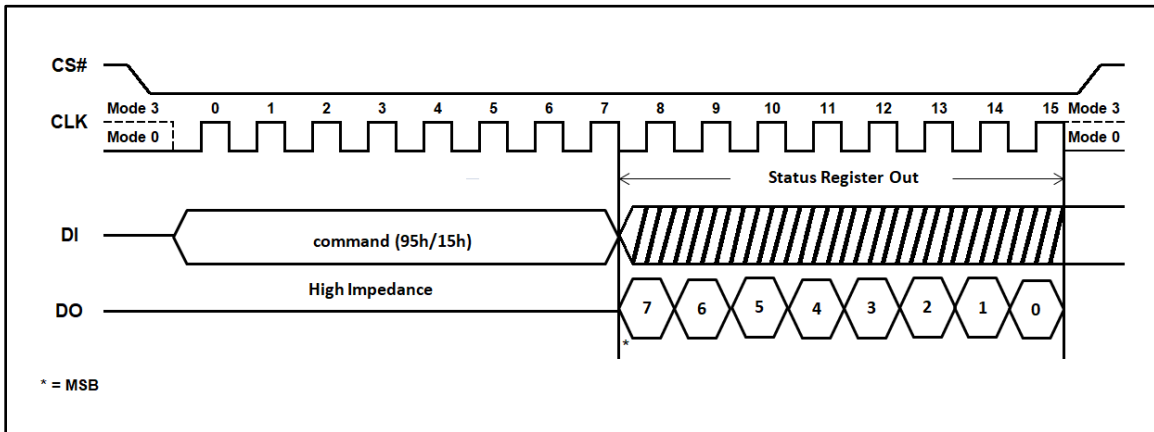 CS#
Mode 3 0 1 2 3 4 5 6 7 8 9 10 11 12 13 14 15 Mode 3
CLK
Mode 0 Mode 0
Status Register Out
DI command (95h/15h)
High Impedance
DO 7 6 5 4 3 2 1 0
*
* = MSB